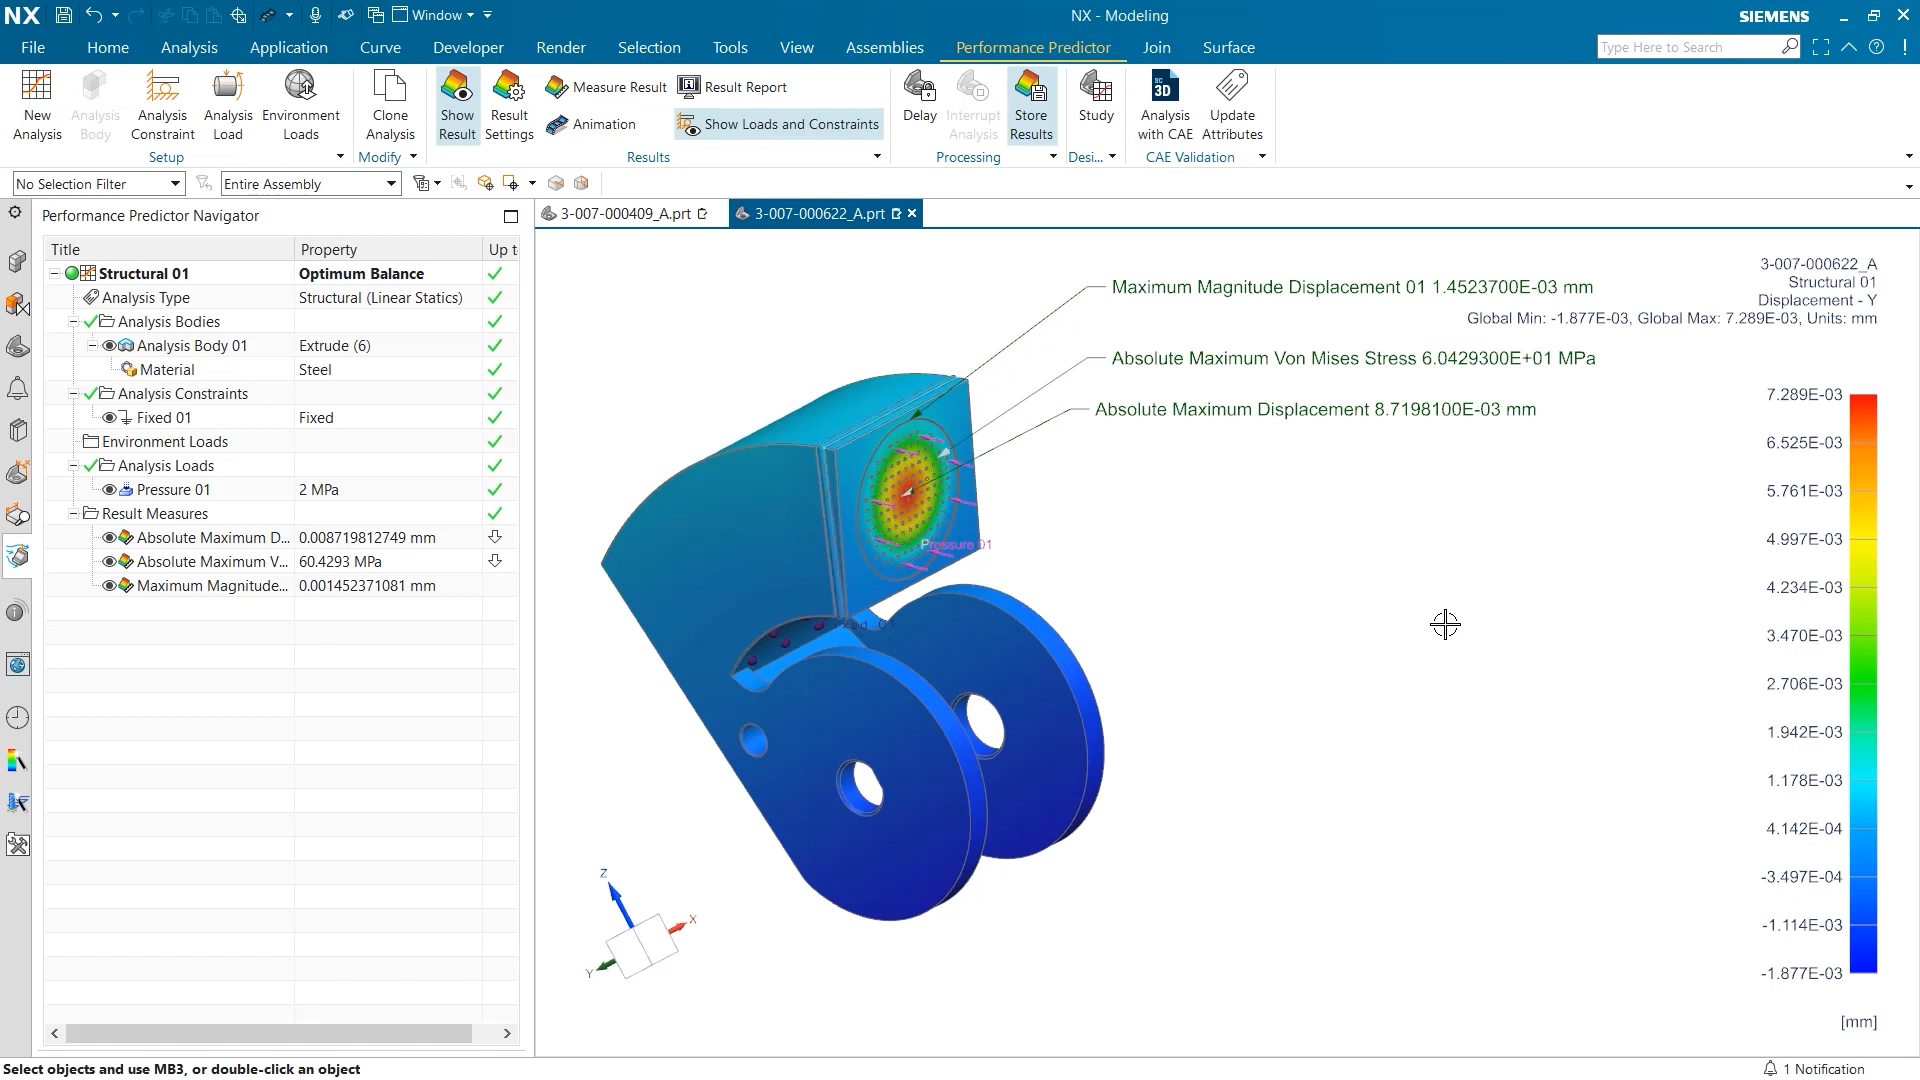 NX
Window
NX - Modeling
SIEMENS
File Home Analysis Application Curve Developer Render Selection Tools View Assemblies Performance Predictor Join Surface
Type Here to Search
New Analysis
Analysis Body
Analysis Constraint
Analysis Load
Environment Loads
Setup
Clone Analysis
Modify
Show Result
Result Settings
Measure Result
Animation
Result Report
Show Loads and Constraints
Results
Delay
Interrupt Analysis
Store Results
Processing
Study
Desi...
SC 3D
Analysis with CAE
Update Attributes
CAE Validation
No Selection Filter
Entire Assembly
Performance Predictor Navigator
Title Property Up t
Structural 01 Optimum Balance
Analysis Type Structural (Linear Statics)
Analysis Bodies
Analysis Body 01 Extrude (6)
Material Steel
Analysis Constraints
Fixed 01 Fixed
Environment Loads
Analysis Loads
Pressure 01 2 MPa
Result Measures
Absolute Maximum D... 0.008719812749 mm
Absolute Maximum V... 60.4293 MPa
Maximum Magnitude... 0.001452371081 mm
3-007-000409_A.prt
3-007-000622_A.prt
3-007-000622_A
Structural 01
Displacement - Y
Global Min: -1.877E-03, Global Max: 7.289E-03, Units: mm
Maximum Magnitude Displacement 01 1.4523700E-03 mm
Absolute Maximum Von Mises Stress 6.0429300E+01 MPa
Absolute Maximum Displacement 8.7198100E-03 mm
Pressure 01
Fixed 01
7.289E-03
6.525E-03
5.761E-03
4.997E-03
4.234E-03
3.470E-03
2.706E-03
1.942E-03
1.178E-03
4.142E-04
-3.497E-04
-1.114E-03
-1.877E-03
[mm]
Z
X
Y
Select objects and use MB3, or double-click an object
1 Notification